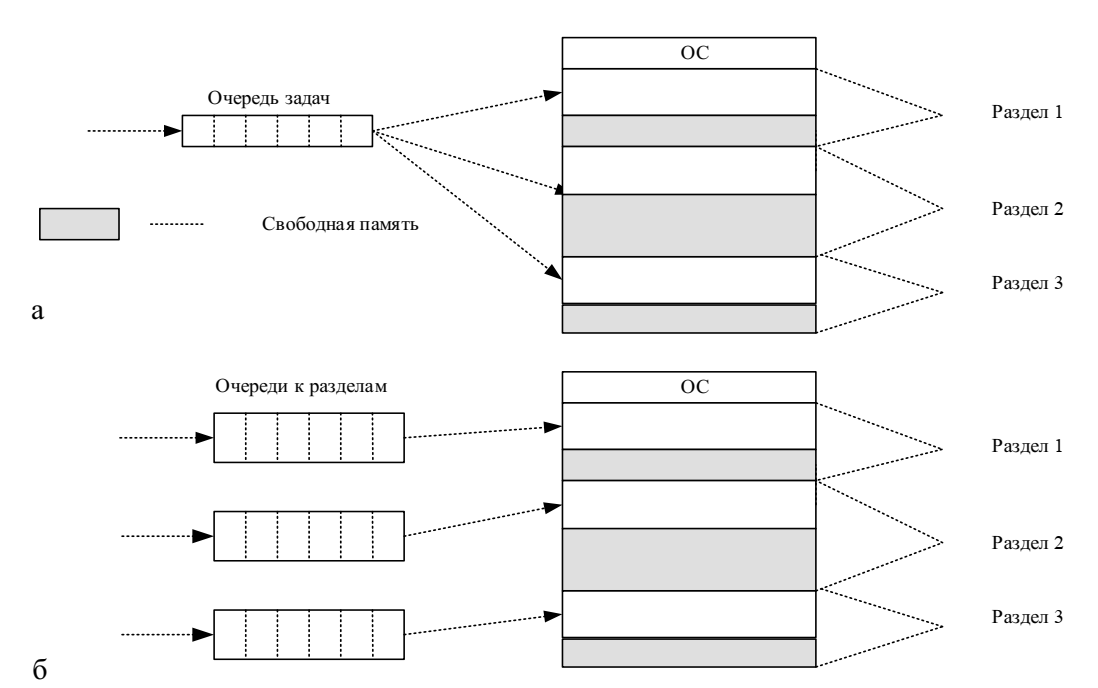 ОС
Очередь задач
Раздел 1
Раздел 2
Свободная память
Раздел 3
а
Очереди к разделам
ОС
Раздел 1
Раздел 2
Раздел 3
б